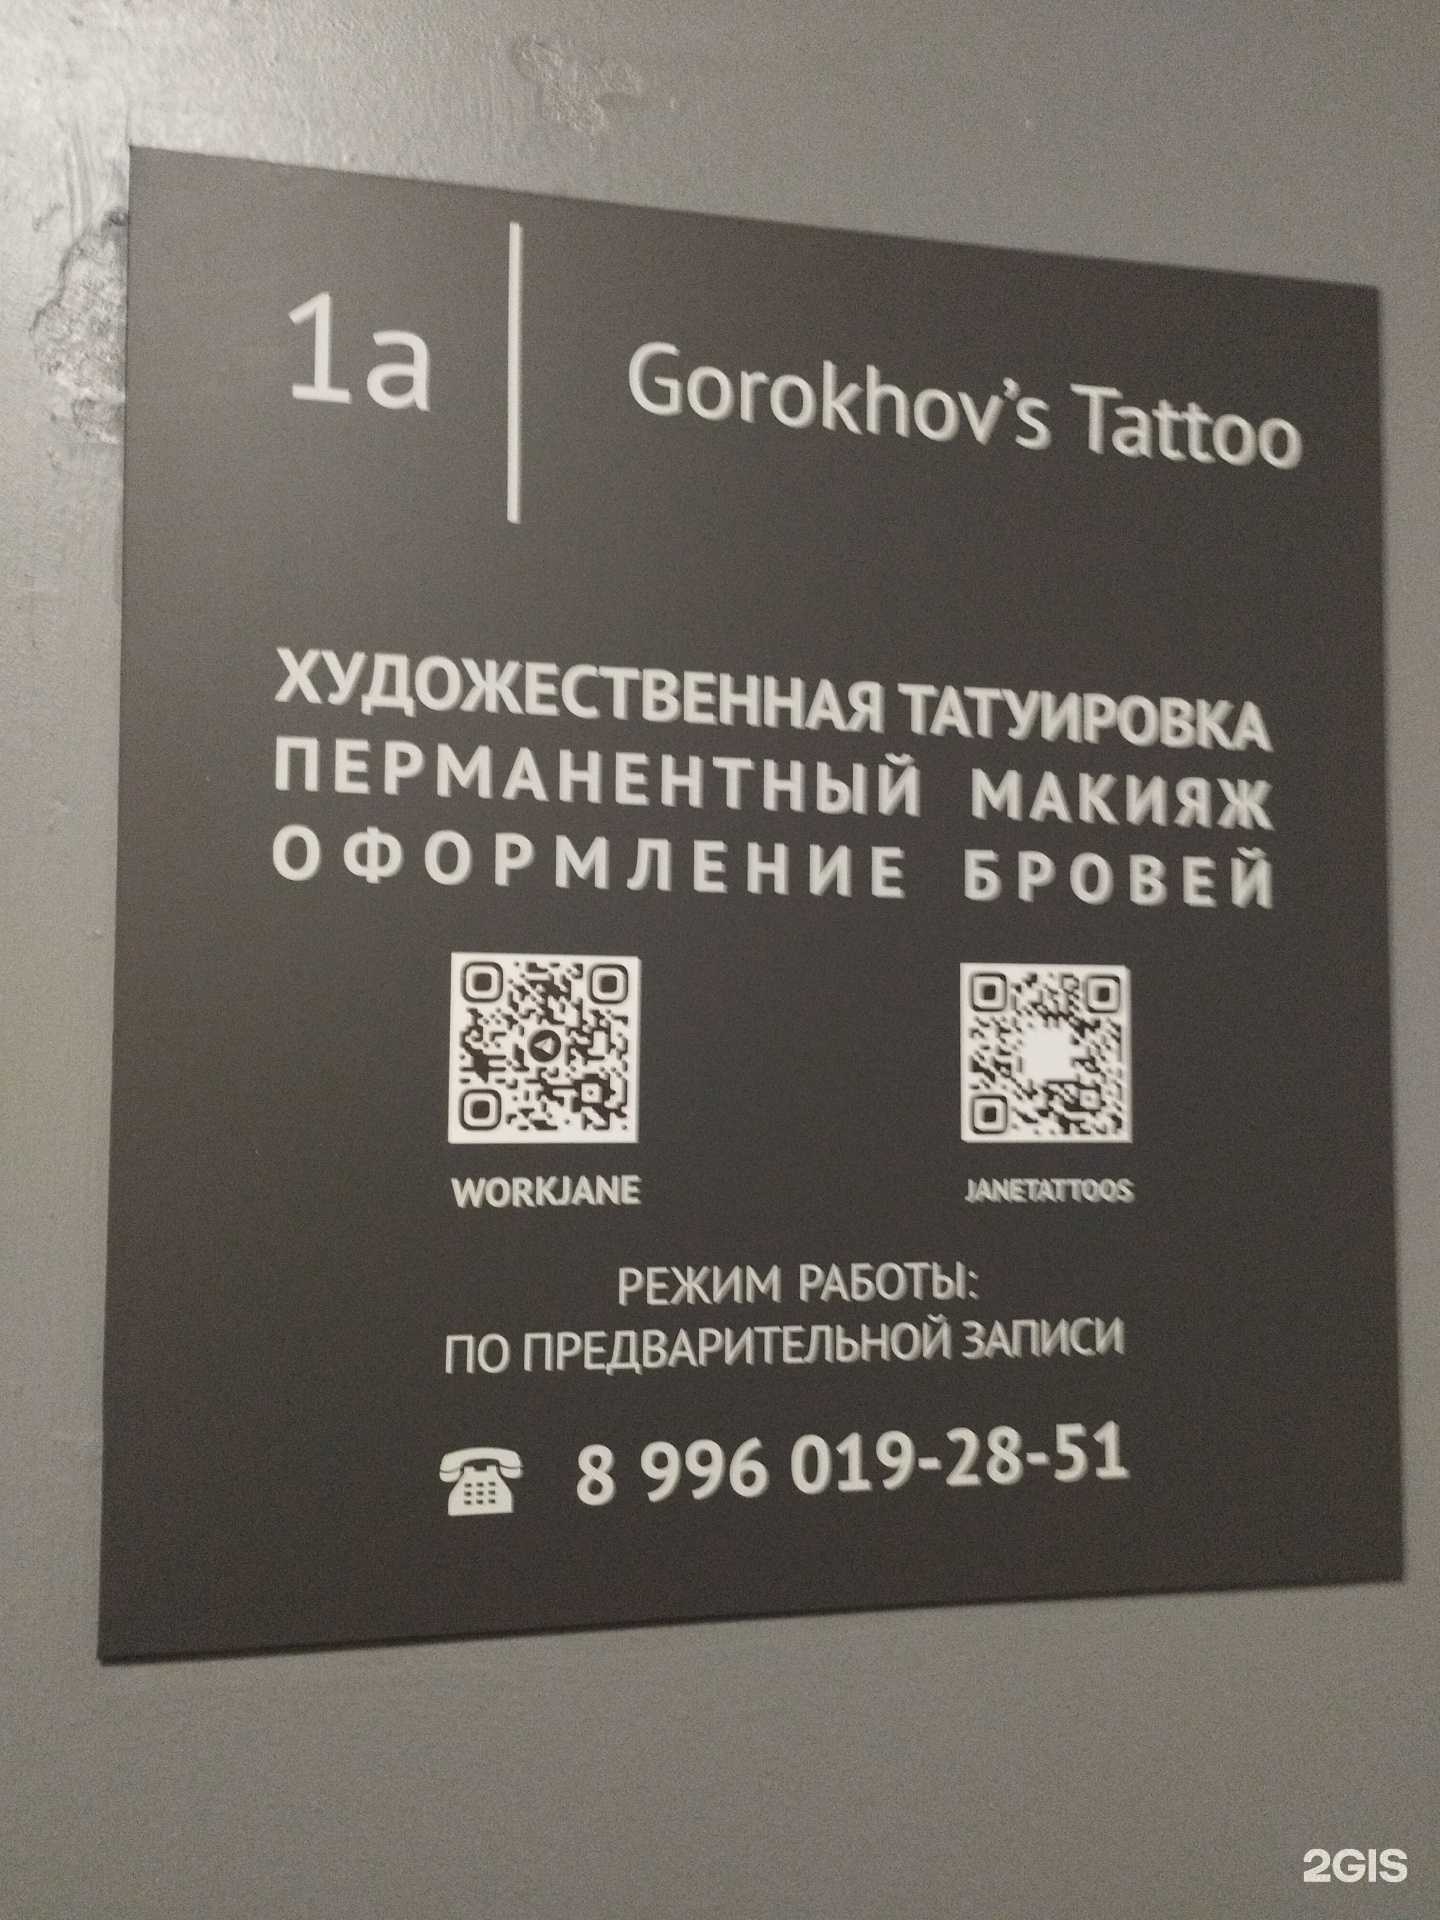 1а
Gorokhov's Tattoo
ХУДОЖЕСТВЕННАЯ ТАТУИРОВКА
ПЕРМАНЕНТНЫЙ МАКИЯЖ
ОФОРМЛЕНИЕ БРОВЕЙ
WORKJANE
JANETATTOOS
РЕЖИМ РАБОТЫ:
ПО ПРЕДВАРИТЕЛЬНОЙ ЗАПИСИ
8 996 019-28-51
2GIS